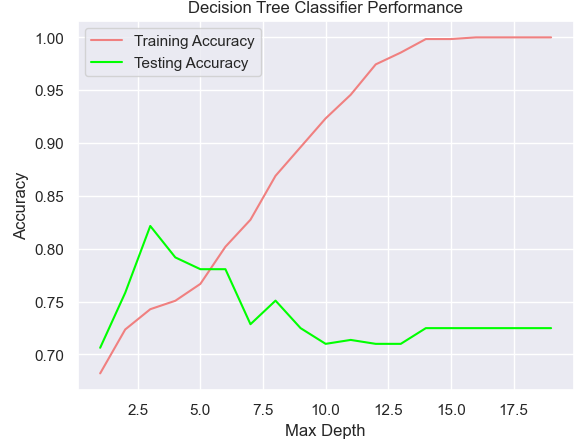 Decision Tree Classifier Performance
Training Accuracy
Testing Accuracy
Accuracy
1.00
0.95
0.90
0.85
0.80
0.75
0.70
2.5 5.0 7.5 10.0 12.5 15.0 17.5
Max Depth